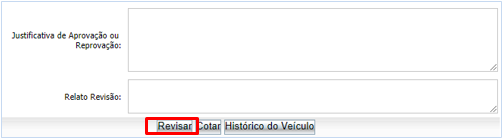 Justificativa de Aprovação ou
Reprovação:
Relato Revisão:
Revisar Cotar Histórico do Veículo